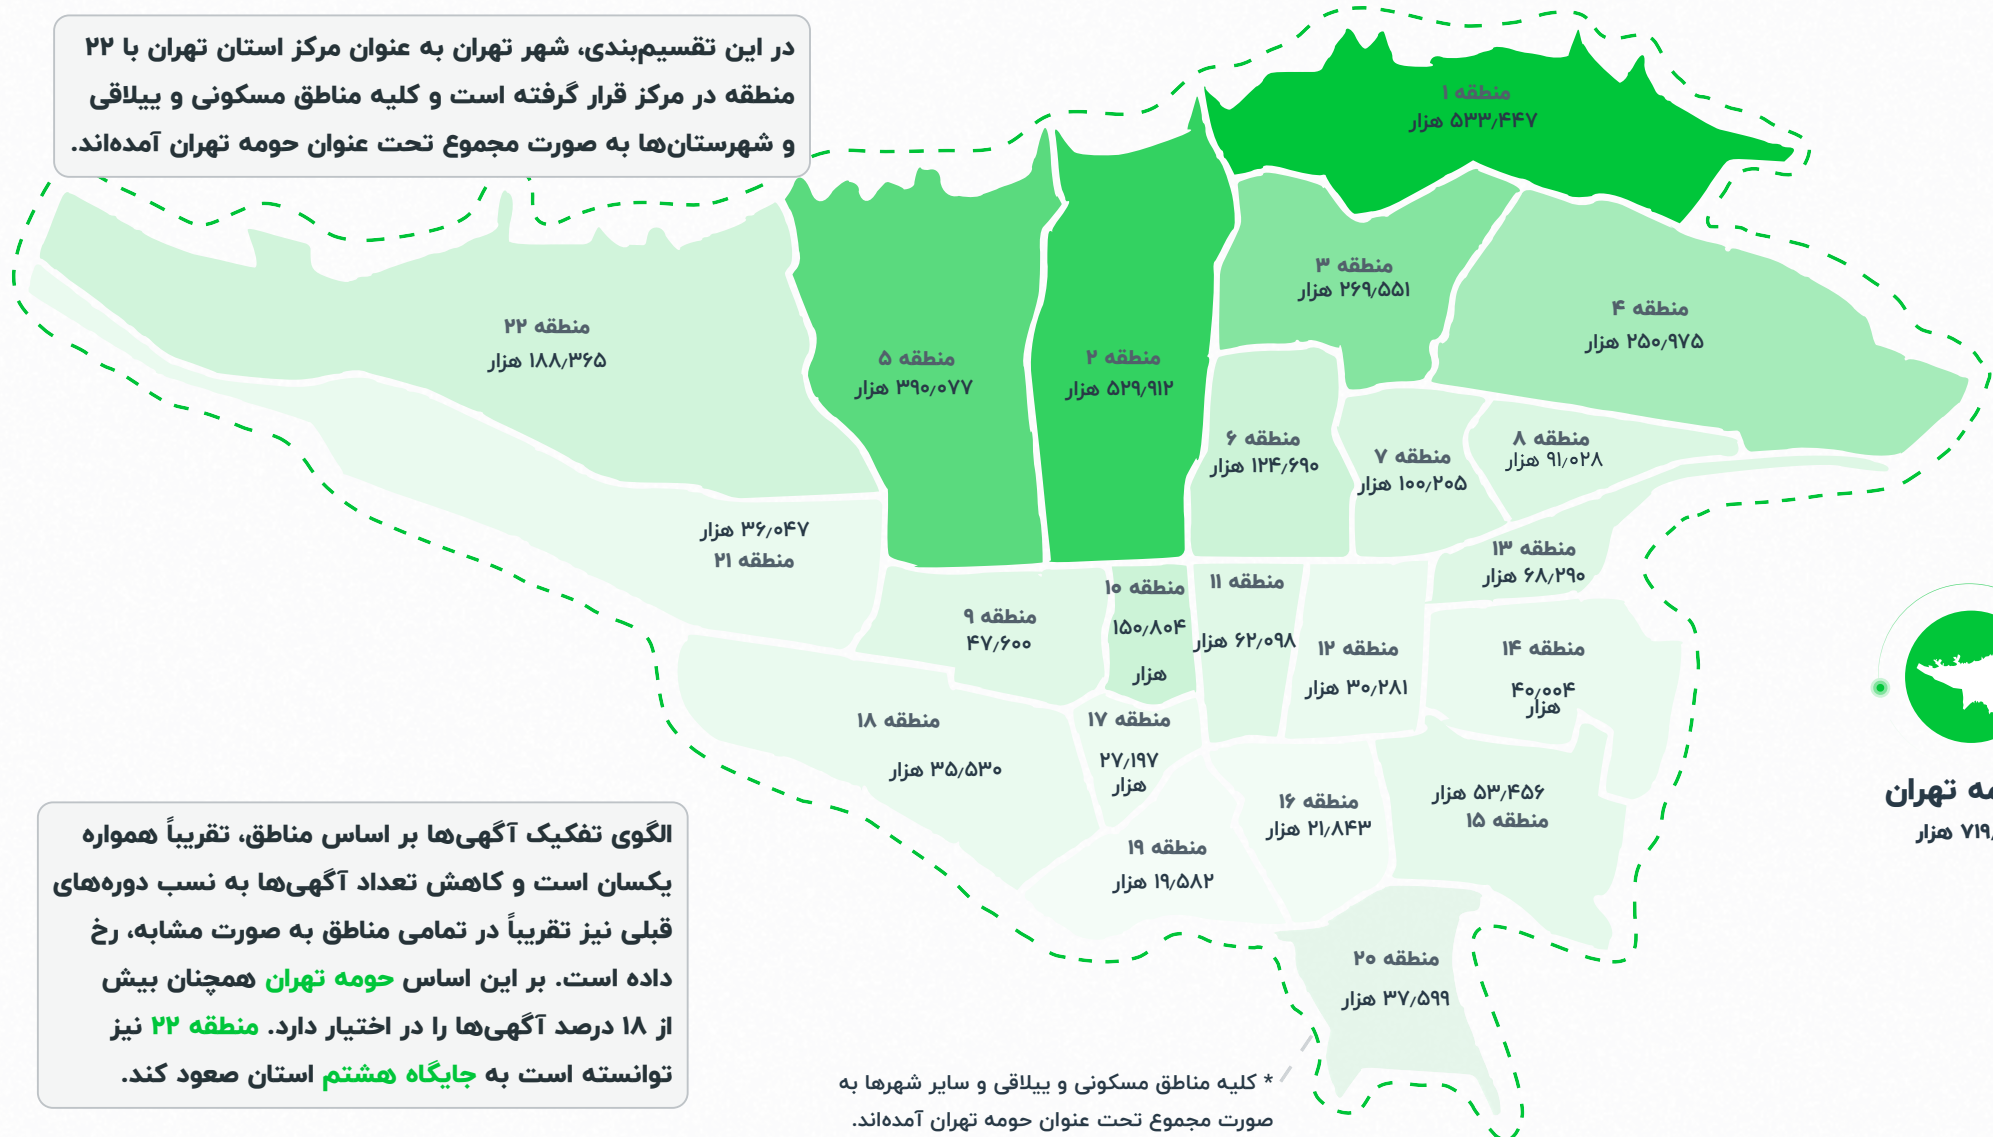 در این تقسیم‌بندی، شهر تهران به عنوان مرکز استان تهران با ۲۲
منطقه در مرکز قرار گرفته است و کلیه مناطق مسکونی و ییلاقی
و شهرستان‌ها به صورت مجموع تحت عنوان حومه تهران آمده‌اند.
منطقه ۱
۵۳۳٫۴۴۷ هزار
منطقه ۳
۲۶۹٫۵۵۱ هزار
منطقه ۴
۲۵۰٫۹۷۵ هزار
منطقه ۲۲
۱۸۸٫۳۶۵ هزار
منطقه ۵
۳۹۰٫۰۷۷ هزار
منطقه ۲
۵۲۹٫۹۱۲ هزار
منطقه ۶
۱۲۴٫۶۹۰ هزار
منطقه ۷
۱۰۰٫۲۰۵ هزار
منطقه ۸
۹۱٫۰۲۸ هزار
۳۶٫۰۴۷ هزار
منطقه ۲۱
منطقه ۱۳
۶۸٫۲۹۰ هزار
منطقه ۹
۴۷٫۶۰۰
منطقه ۱۰
۱۵۰٫۸۰۴
هزار
منطقه ۱۱
۶۲٫۰۹۸ هزار
منطقه ۱۲
۳۰٫۲۸۱ هزار
منطقه ۱۴
۴۰٫۰۰۴
هزار
منطقه ۱۸
۳۵٫۵۳۰ هزار
منطقه ۱۷
۲۷٫۱۹۷
هزار
منطقه ۱۶
۲۱٫۸۴۳ هزار
۵۳٫۴۵۶ هزار
منطقه ۱۵
منطقه ۱۹
۱۹٫۵۸۲ هزار
منطقه ۲۰
۳۷٫۵۹۹ هزار
تهران
۷۱۹٫ هزار
الگوی تفکیک آگهی‌ها بر اساس مناطق، تقریباً همواره
یکسان است و کاهش تعداد آگهی‌ها به نسب دوره‌های
قبلی نیز تقریباً در تمامی مناطق به صورت مشابه، رخ
داده است. بر این اساس حومه تهران همچنان بیش
از ۱۸ درصد آگهی‌ها را در اختیار دارد. منطقه ۲۲ نیز
توانسته است به جایگاه هشتم استان صعود کند.
* کلیه مناطق مسکونی و ییلاقی و سایر شهرها به
صورت مجموع تحت عنوان حومه تهران آمده‌اند.